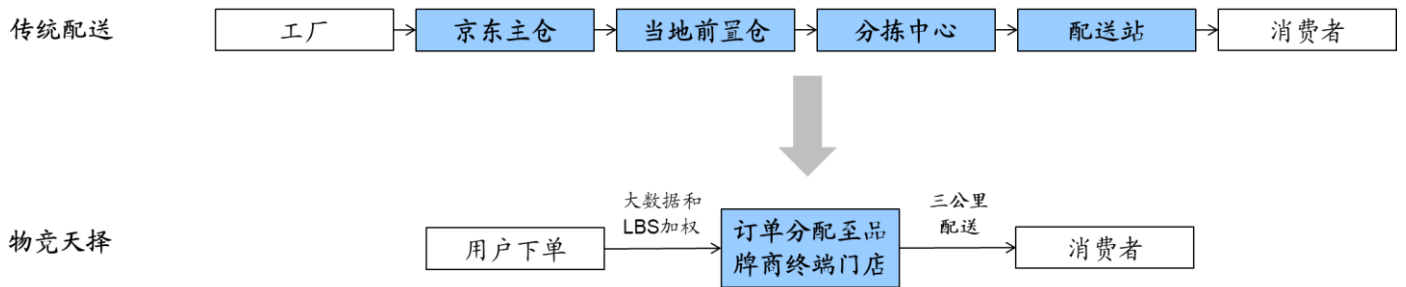 传统配送
工厂
京东主仓
当地前置仓
分拣中心
配送站
消费者
物竞天择
用户下单
大数据和
LBS加权
订单分配至品
牌商终端门店
三公里
配送
消费者